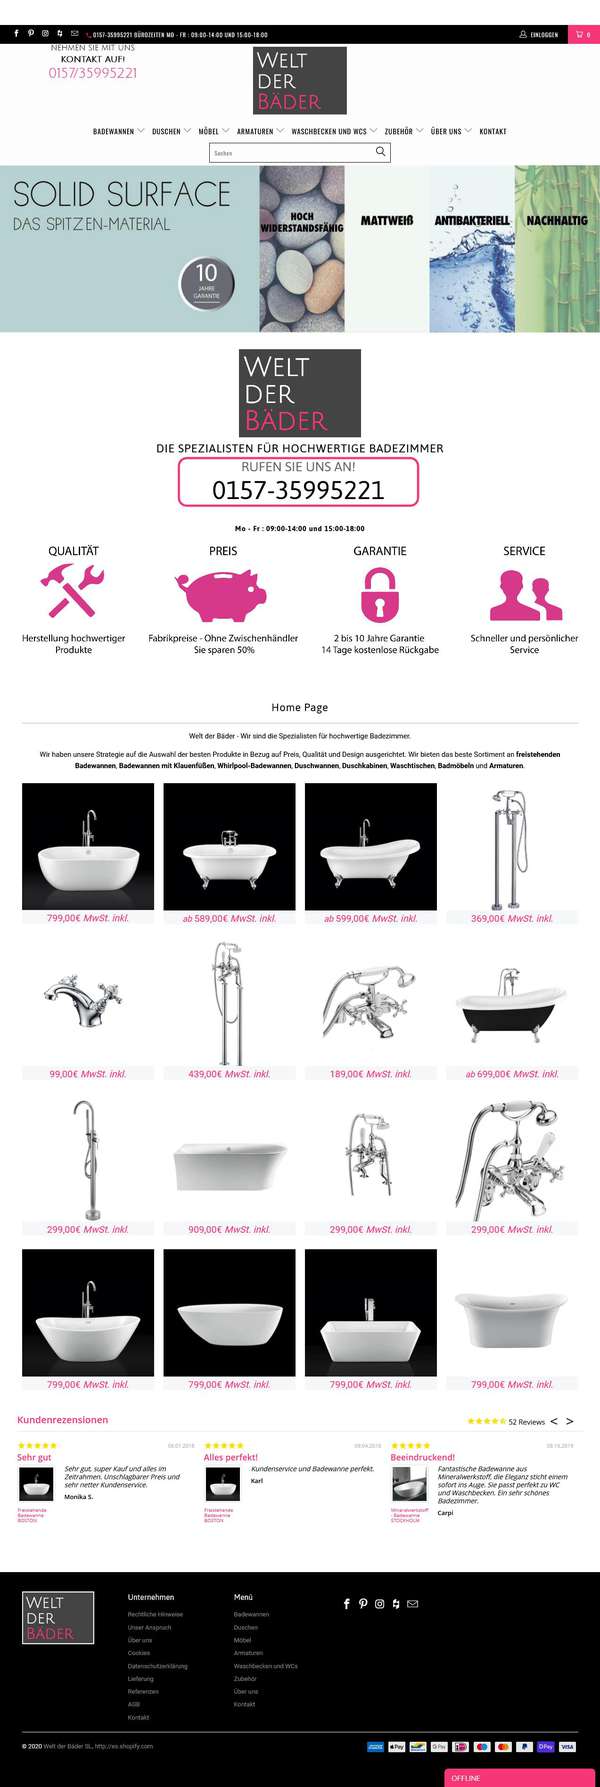 0157-35995221 BÜROZEITEN MO - FR : 09:00-14:00 UND 15:00-18:00
EINLOGGEN
0
NEHMEN SIE MIT UNS
KONTAKT AUF!
0157/35995221
WELT
DER
BÄDER
BADEWANNEN DUSCHEN MÖBEL ARMATUREN WASCHBECKEN UND WCS ZUBEHÖR ÜBER UNS KONTAKT
Suchen
SOLID SURFACE
DAS SPITZEN-MATERIAL
10
JAHRE
GARANTIE
HOCH
WIDERSTANDSFÄHIG
MATTWEIß
ANTIBAKTERIELL
NACHHALTIG
WELT
DER
BÄDER
DIE SPEZIALISTEN FÜR HOCHWERTIGE BADEZIMMER
RUFEN SIE UNS AN!
0157-35995221
Mo - Fr : 09:00-14:00 und 15:00-18:00
QUALITÄT
Herstellung hochwertiger
Produkte
PREIS
Fabrikpreise - Ohne Zwischenhändler
Sie sparen 50%
GARANTIE
2 bis 10 Jahre Garantie
14 Tage kostenlose Rückgabe
SERVICE
Schneller und persönlicher
Service
Home Page
Welt der Bäder - Wir sind die Spezialisten für hochwertige Badezimmer.
Wir haben unsere Strategie auf die Auswahl der besten Produkte in Bezug auf Preis, Qualität und Design ausgerichtet. Wir bieten das beste Sortiment an freistehenden
Badewannen, Badewannen mit Klauenfüßen, Whirlpool-Badewannen, Duschwannen, Duschkabinen, Waschtischen, Badmöbeln und Armaturen.
799,00€ MwSt. inkl.
ab 589,00€ MwSt. inkl.
ab 599,00€ MwSt. inkl.
369,00€ MwSt. inkl.
99,00€ MwSt. inkl.
439,00€ MwSt. inkl.
189,00€ MwSt. inkl.
ab 699,00€ MwSt. inkl.
299,00€ MwSt. inkl.
909,00€ MwSt. inkl.
299,00€ MwSt. inkl.
299,00€ MwSt. inkl.
799,00€ MwSt. inkl.
799,00€ MwSt. inkl.
799,00€ MwSt. inkl.
799,00€ MwSt. inkl.
Kundenrezensionen
52 Reviews < >
Sehr gut
Sehr gut, super Kauf und alles im
Zeitrahmen. Unschlagbarer Preis und
sehr netter Kundenservice.
Monika S.
Freistehende
Badewanne
BOSTON
Alles perfekt!
Kundenservice und Badewanne perfekt.
Karl
Freistehende
Badewanne
BOSTON
Beeindruckend!
Fantastische Badewanne aus
Mineralwerkstoff, die Eleganz sticht einem
sofort ins Auge. Sie passt perfekt zu WC
und Waschbecken. Ein sehr schönes
Badezimmer.
Carpi
Mineralwerkstoff
- Badewanne
STOCKHOLM
WELT
DER
BÄDER
Unternehmen
Rechtliche Hinweise
Unser Anspruch
Über uns
Cookies
Datenschutzerklärung
Lieferung
Referenzen
AGB
Kontakt
Menü
Badewannen
Duschen
Möbel
Armaturen
Waschbecken und WCs
Zubehör
Über uns
Kontakt
© 2020 Welt der Bäder SL, http://es.shopify.com
OFFLINE